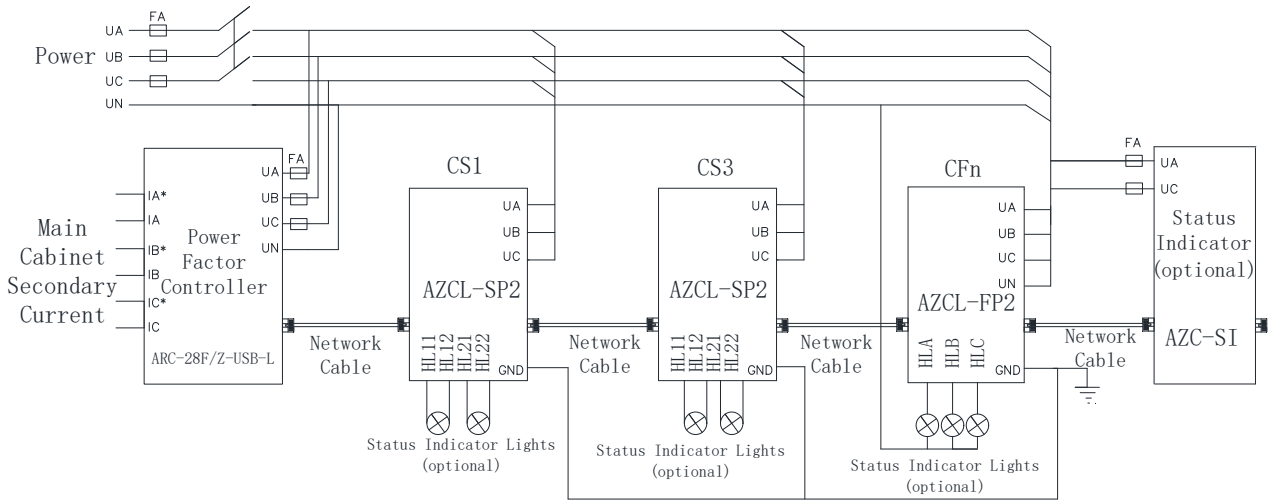 FA
UA
Power UB
UC
UN
FA
UA
UB
UC
UN
IA*
IA
IB*
IB
IC*
IC
Main
Cabinet
Secondary
Current
Power
Factor
Controller
ARC-28F/Z-USB-L
Network
Cable
CS1
UA
UB
UC
AZCL-SP2
HL11
HL12
HL21
HL22
GND
Status Indicator Lights
(optional)
Network
Cable
CS3
UA
UB
UC
AZCL-SP2
HL11
HL12
HL21
HL22
GND
Status Indicator Lights
(optional)
Network
Cable
CFn
UA
UB
UC
UN
AZCL-FP2
HLA
HLB
HLC
GND
Status Indicator Lights
(optional)
Network
Cable
FA
UA
UC
Status
Indicator
(optional)
AZC-SI